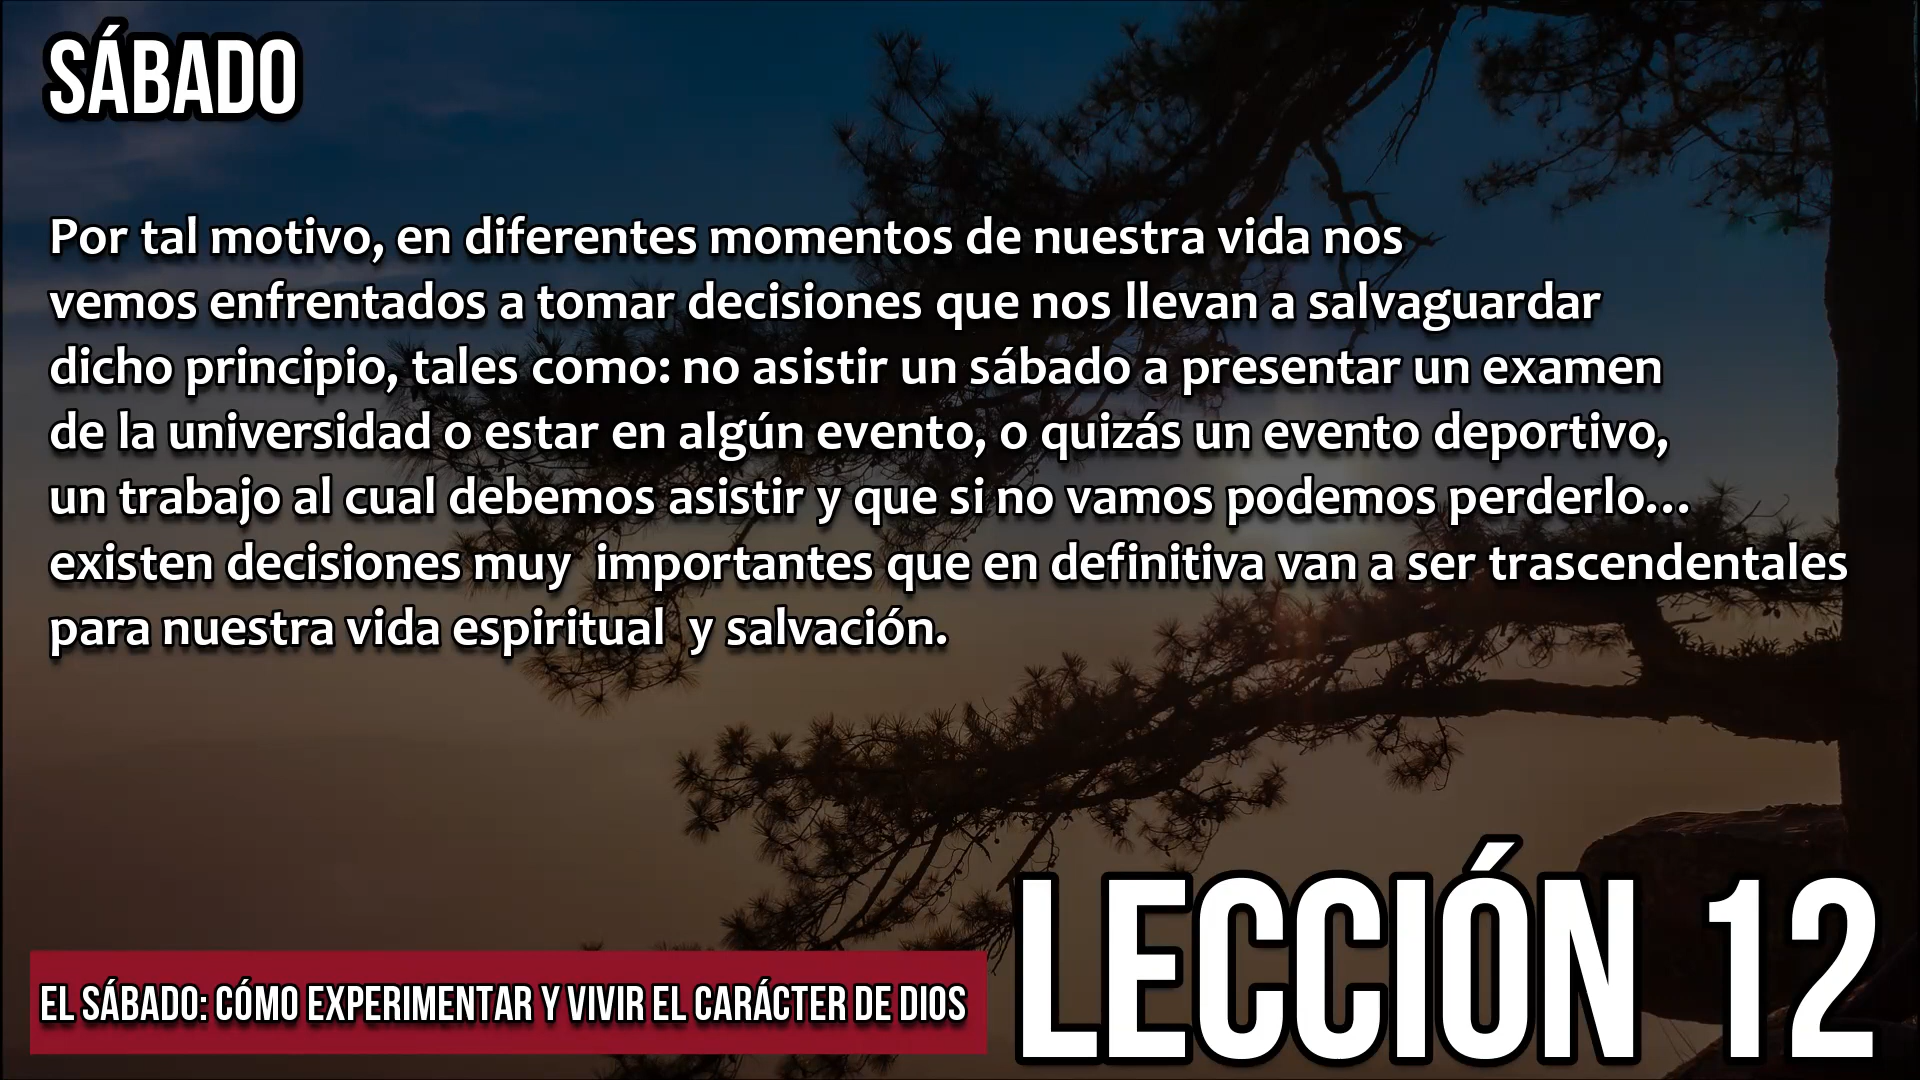 SÁBADO
Por tal motivo, en diferentes momentos de nuestra vida nos
vemos enfrentados a tomar decisiones que nos llevan a salvaguardar
dicho principio, tales como: no asistir un sábado a presentar un examen
de la universidad o estar en algún evento, o quizás un evento deportivo,
un trabajo al cual debemos asistir y que si no vamos podemos perderlo...
existen decisiones muy  importantes que en definitiva van a ser trascendentales
para nuestra vida espiritual  y salvación.
EL SÁBADO: CÓMO EXPERIMENTAR Y VIVIR EL CARÁCTER DE DIOS
LECCIÓN 12